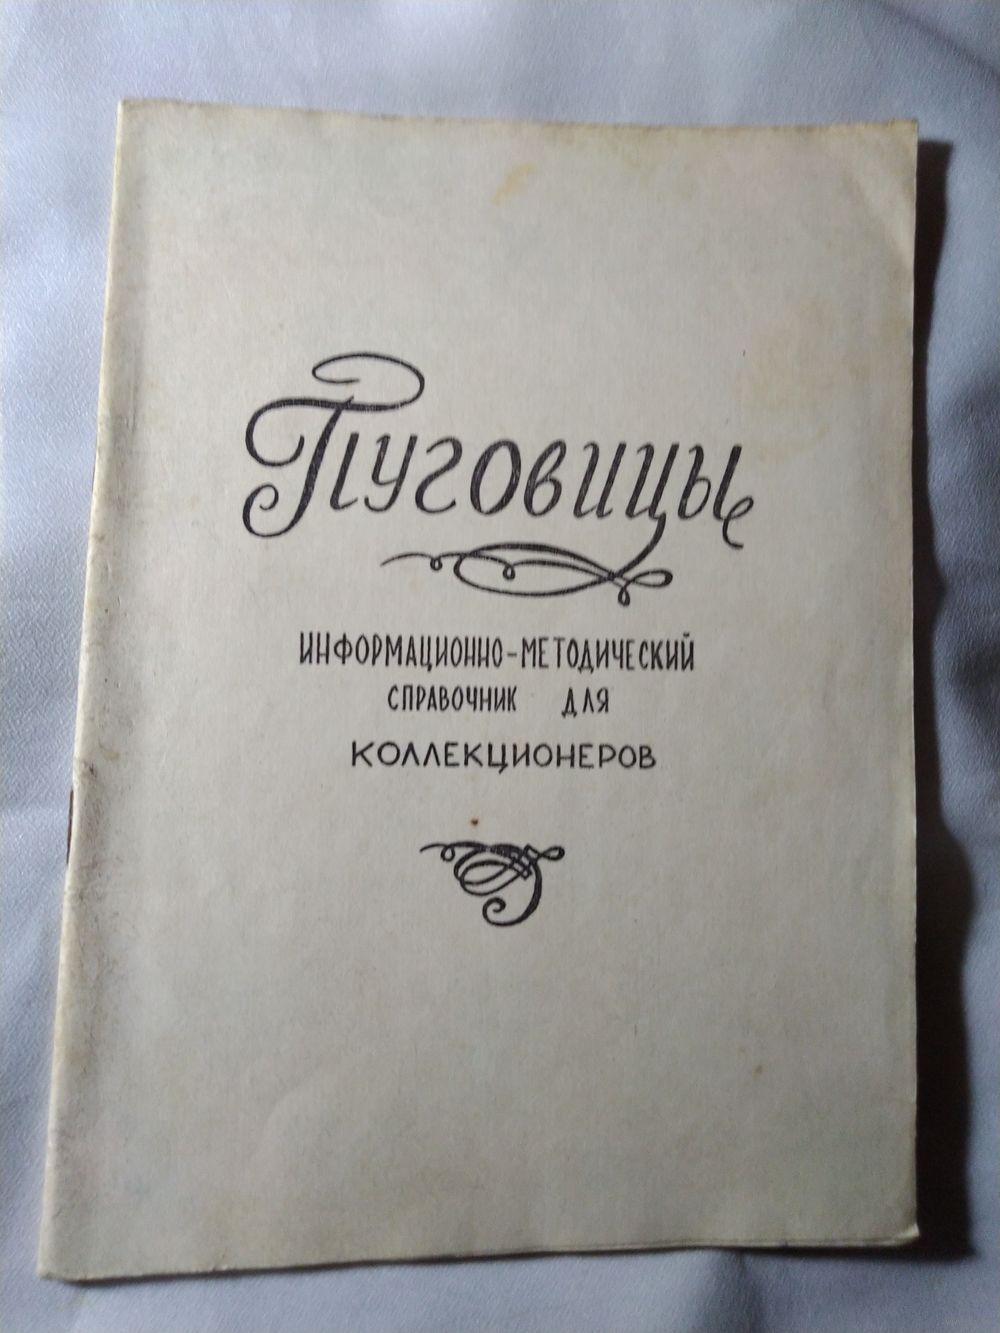 Пуговицы
ИНФОРМАЦИОННО-МЕТОДИЧЕСКИЙ
СПРАВОЧНИК ДЛЯ
КОЛЛЕКЦИОНЕРОВ